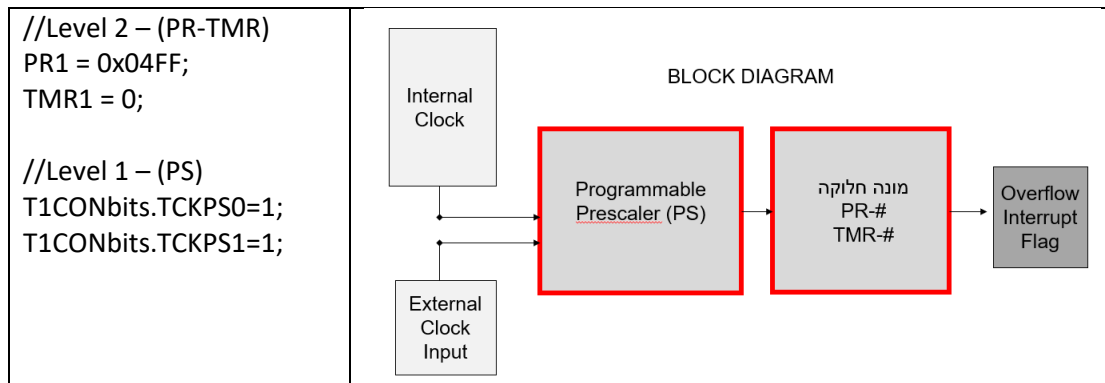 //Level 2 – (PR-TMR)
PR1 = 0x04FF;
TMR1 = 0;
//Level 1 – (PS)
T1CONbits.TCKPS0=1;
T1CONbits.TCKPS1=1;
BLOCK DIAGRAM
Internal
Clock
Programmable
Prescaler (PS)
מונה חלוקה
PR-#
TMR-#
Overflow
Interrupt
Flag
External
Clock
Input